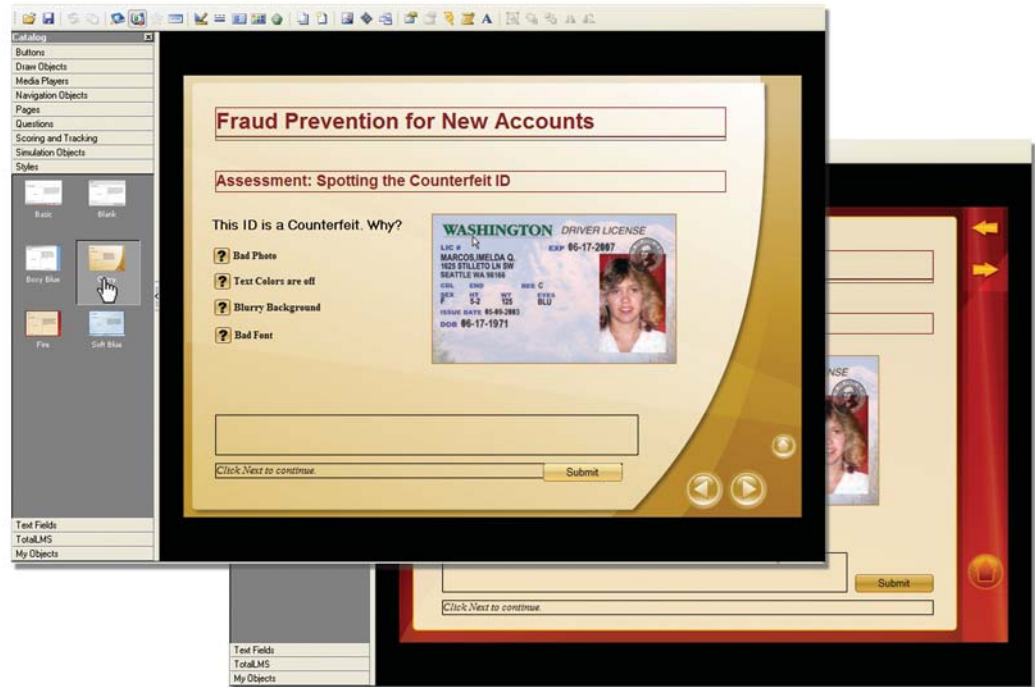 Catalog
Buttons
Draw Objects
Media Players
Navigation Objects
Pages
Questions
Scoring and Tracking
Simulation Objects
Styles
Basic
Blank
Boxy Blue
Fire
Soft Blue
Text Fields
TotalLMS
My Objects
Fraud Prevention for New Accounts
Assessment: Spotting the Counterfeit ID
This ID is a Counterfeit. Why?
? Bad Photo
? Text Colors are off
? Blurry Background
? Bad Font
WASHINGTON DRIVER LICENSE
LIC # EXP 06-17-2007
MARCOS,IMELDA Q.
1625 STILLETO LN SW
SEATTLE WA 98166
CDL END RES C
SEX HT WT EYES
F 5-2 125 BLU
ISSUE DATE 05-09-2003
DOB 06-17-1971
Click Next to continue.
Submit
NSE
Submit
Click Next to continue.
Text Fields
TotalLMS
My Objects